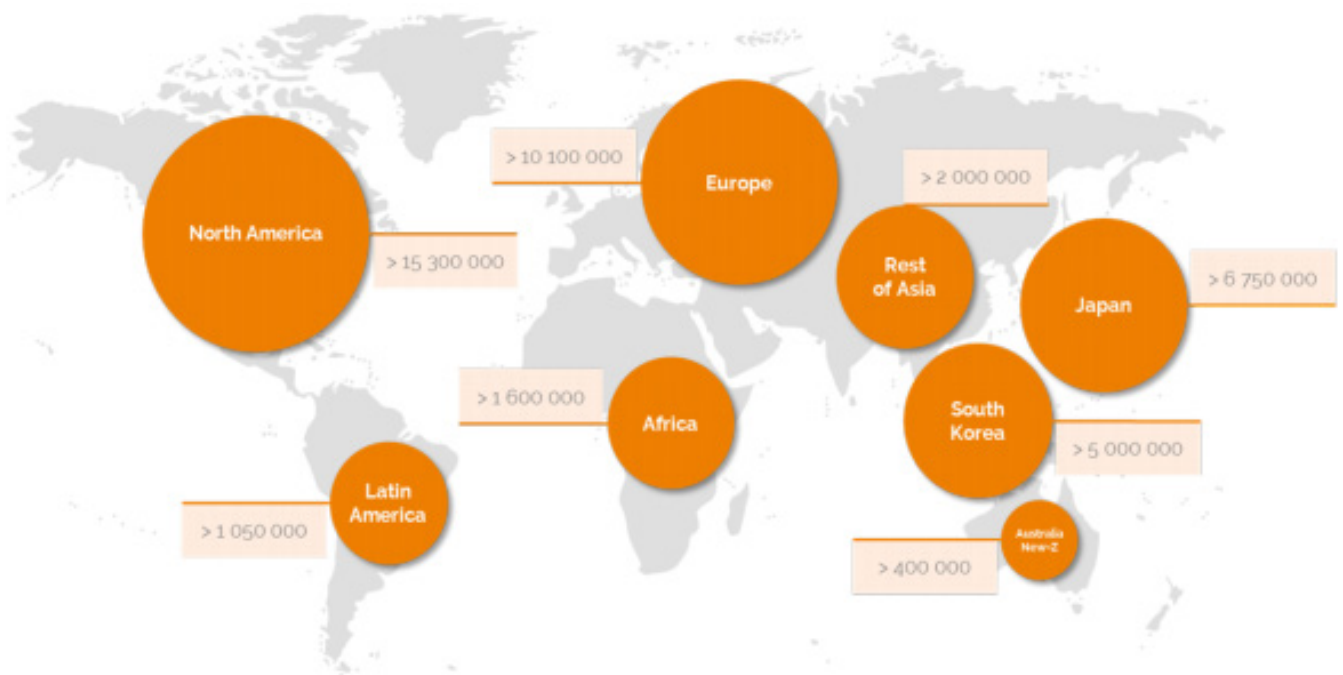 > 10 100 000
Europe
> 2 000 000
North America
> 15 300 000
Rest
of Asia
Japan
> 6 750 000
> 1 600 000
Africa
South
Korea
> 5 000 000
Latin
America
> 1 050 000
Australia
New-Z
> 400 000